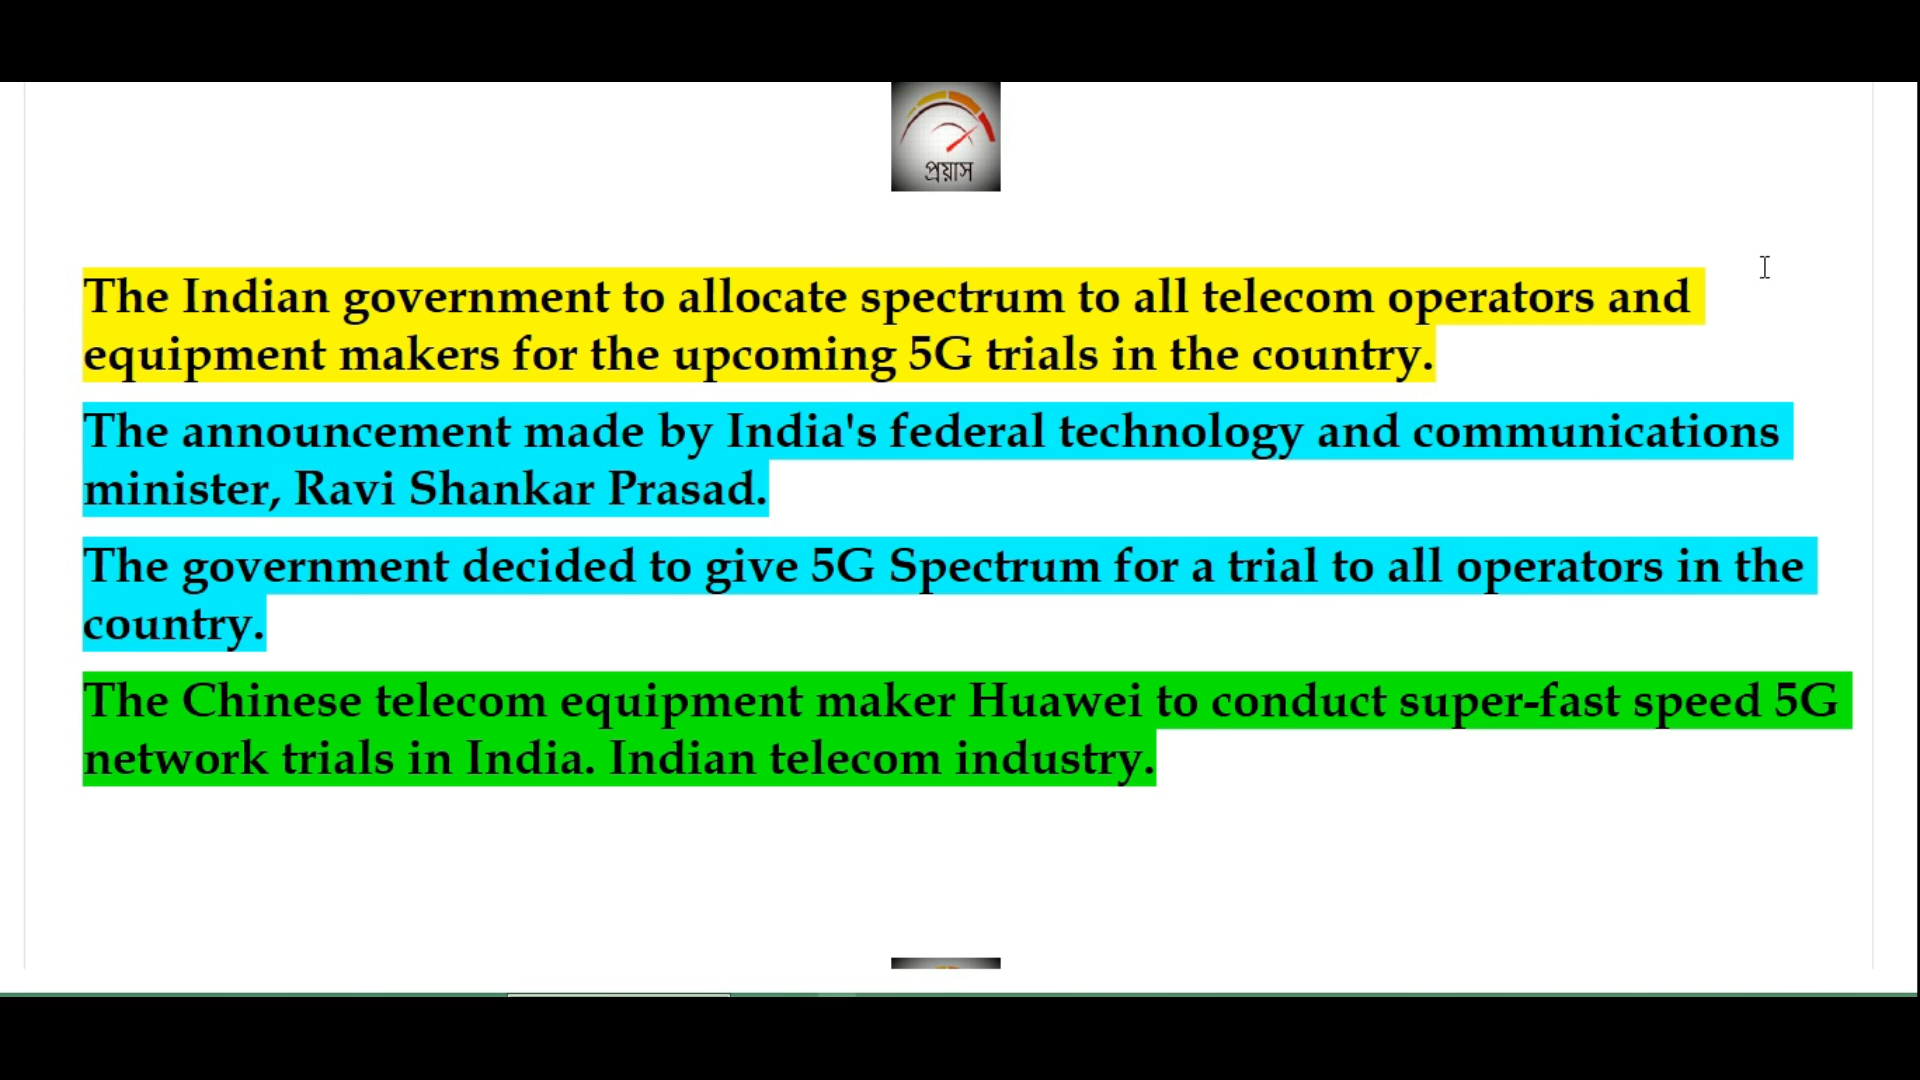 প্রয়াস
The Indian government to allocate spectrum to all telecom operators and
equipment makers for the upcoming 5G trials in the country.
The announcement made by India's federal technology and communications
minister, Ravi Shankar Prasad.
The government decided to give 5G Spectrum for a trial to all operators in the
country.
The Chinese telecom equipment maker Huawei to conduct super-fast speed 5G
network trials in India. Indian telecom industry.